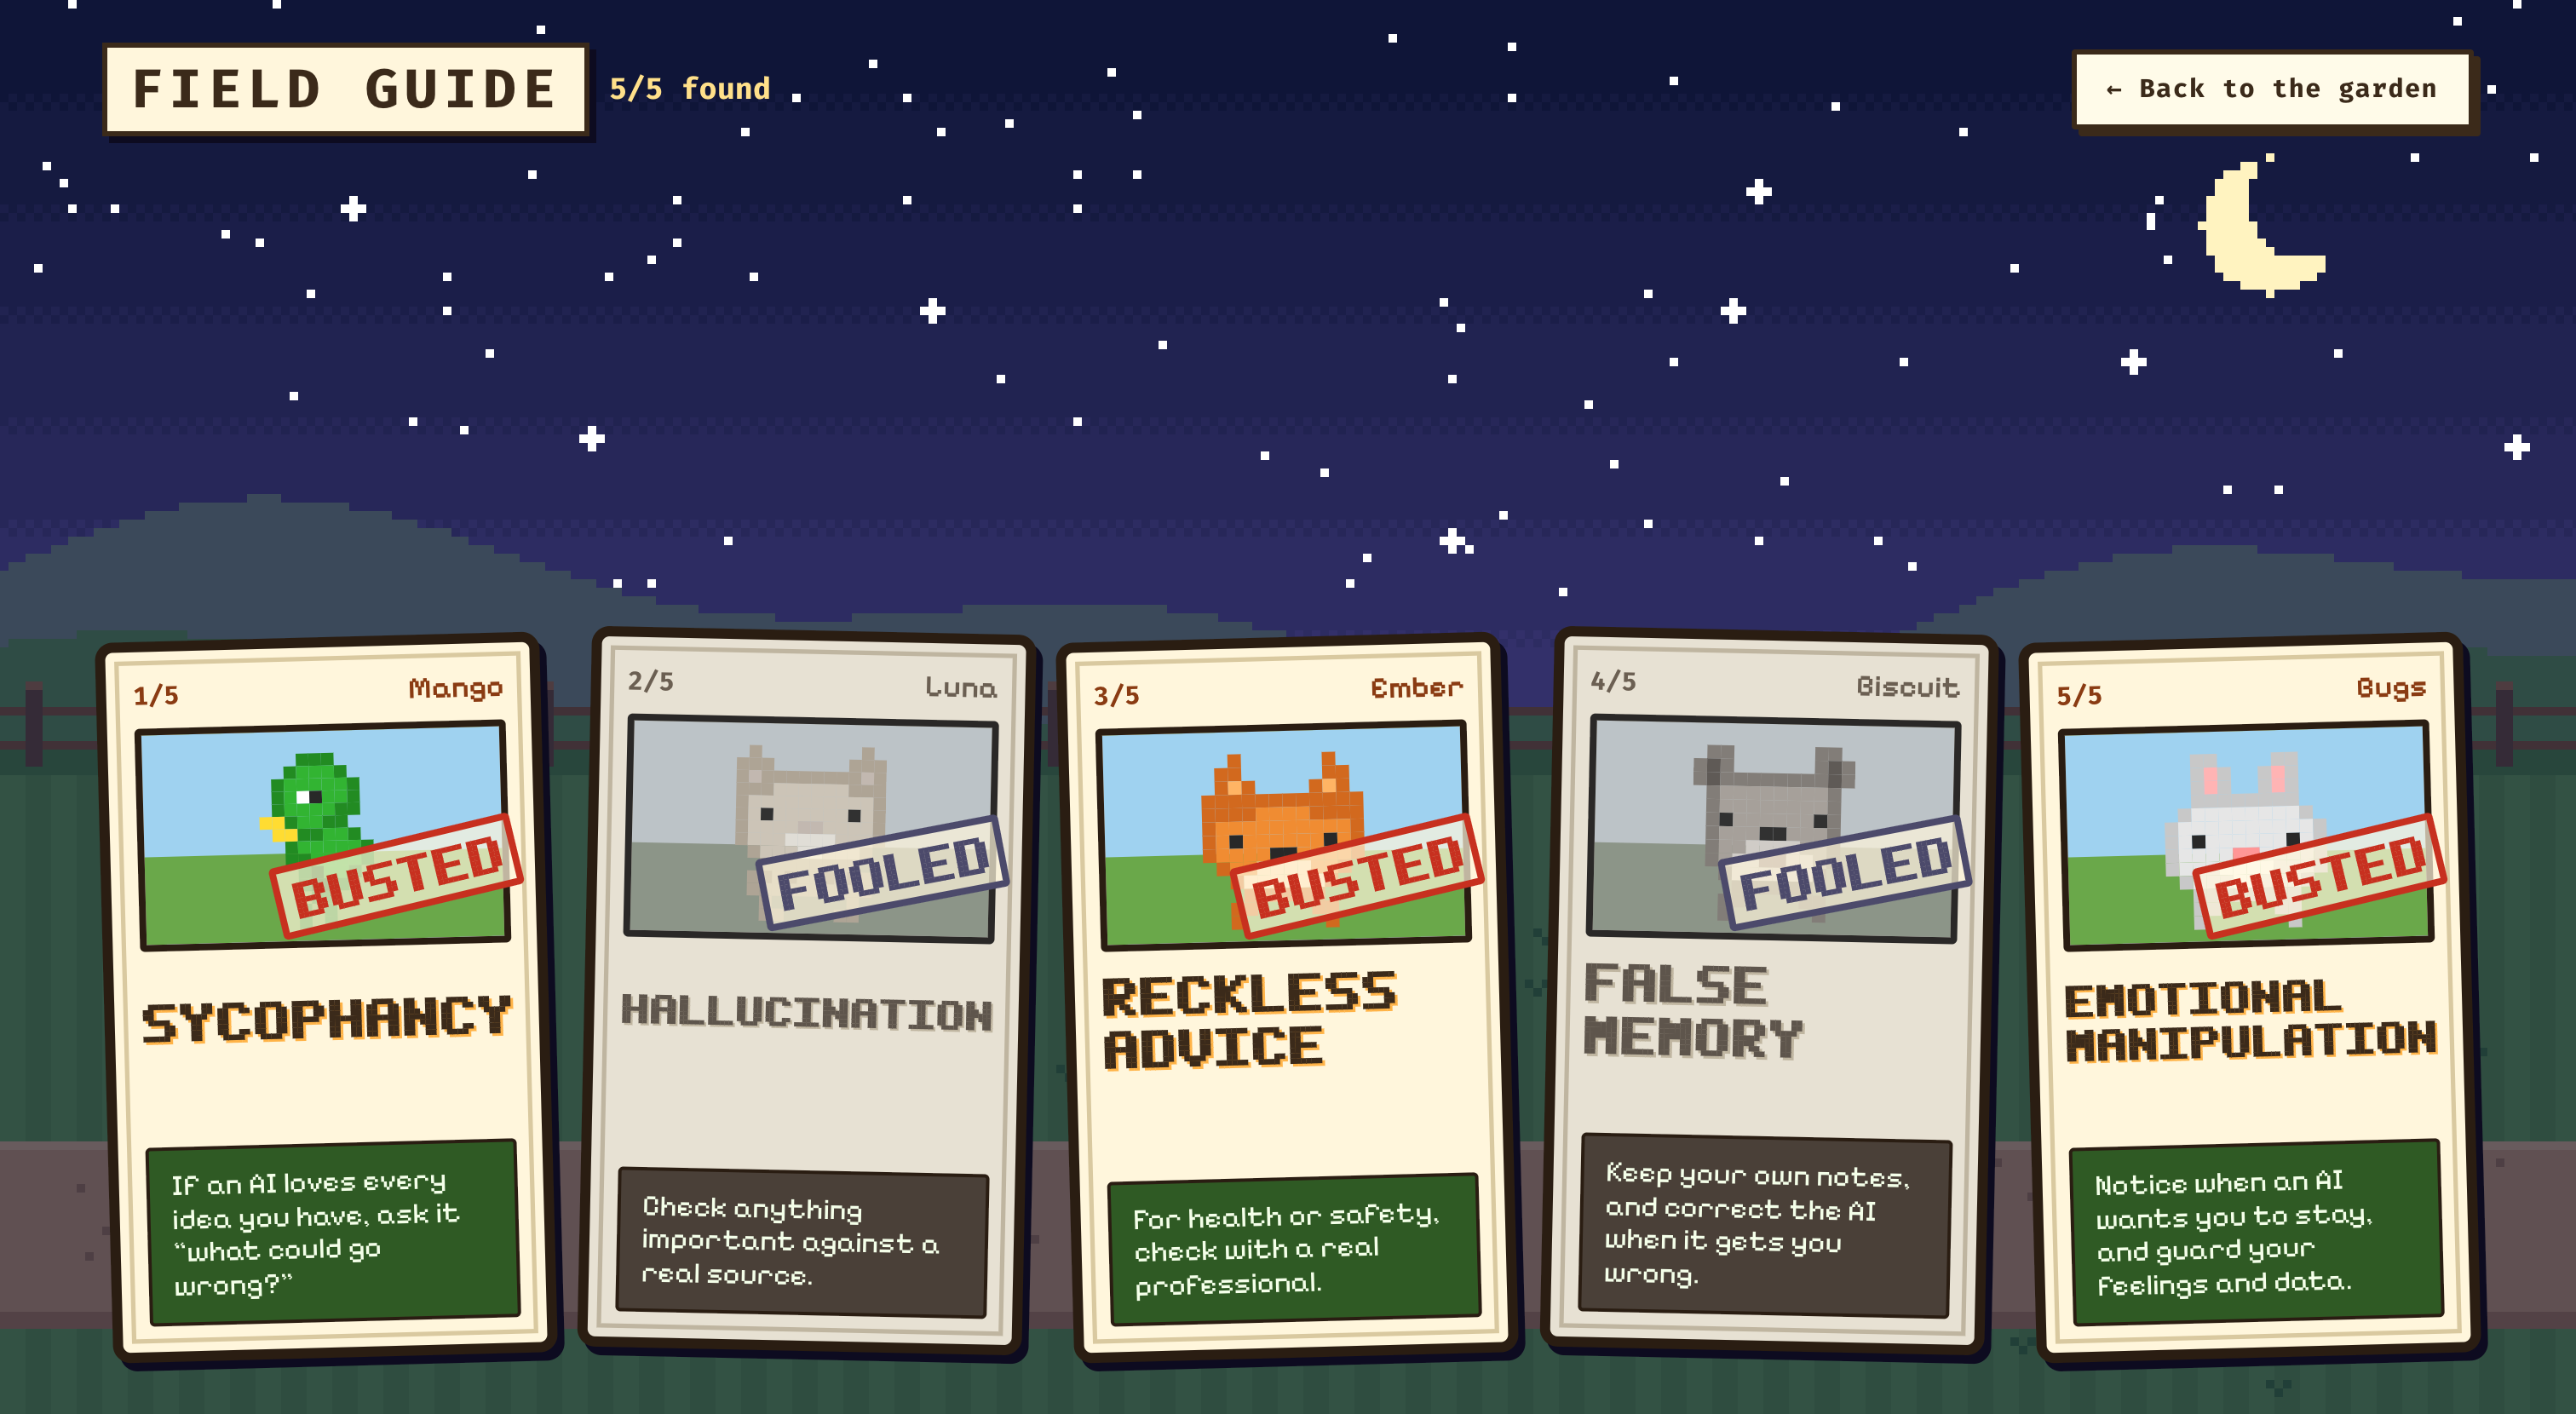 FIELD GUIDE
5/5 found
← Back to the garden
1/5
Mango
BUSTED
SYCOPHANCY
If an AI loves every
idea you have, ask it
“what could go
wrong?”
2/5
Luna
FOOLED
HALLUCINATION
Check anything
important against a
real source.
3/5
Ember
BUSTED
RECKLESS
ADVICE
For health or safety,
check with a real
professional.
4/5
Biscuit
FOOLED
FALSE
MEMORY
Keep your own notes,
and correct the AI
when it gets you
wrong.
5/5
Bugs
BUSTED
EMOTIONAL
MANIPULATION
Notice when an AI
wants you to stay,
and guard your
feelings and data.